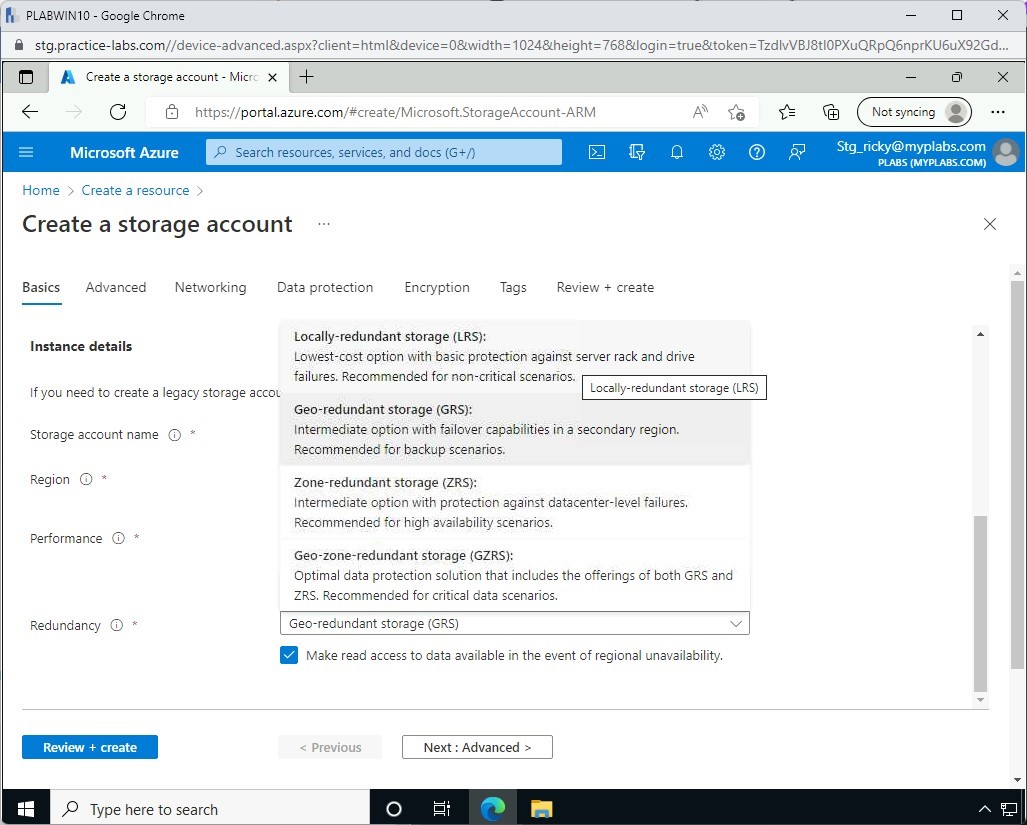 PLABWIN10 - Google Chrome
stg.practice-labs.com//device-advanced.aspx?client=html&device=0&width=1024&height=768&login=true&token=TzdlvVBJ8tI0PXuQRpQ6nprKU6uX92Gd...
Create a storage account - Micro
https://portal.azure.com/#create/Microsoft.StorageAccount-ARM
Not syncing
Microsoft Azure
Search resources, services, and docs (G+/)
Stg_ricky@myplabs.com
PLABS (MYPLABS.COM)
Home > Create a resource >
Create a storage account ...
Basics Advanced Networking Data protection Encryption Tags Review + create
Instance details
If you need to create a legacy storage accou
Storage account name *
Region *
Performance *
Redundancy *
Locally-redundant storage (LRS):
Lowest-cost option with basic protection against server rack and drive
failures. Recommended for non-critical scenarios.
Locally-redundant storage (LRS)
Geo-redundant storage (GRS):
Intermediate option with failover capabilities in a secondary region.
Recommended for backup scenarios.
Zone-redundant storage (ZRS):
Intermediate option with protection against datacenter-level failures.
Recommended for high availability scenarios.
Geo-zone-redundant storage (GZRS):
Optimal data protection solution that includes the offerings of both GRS and
ZRS. Recommended for critical data scenarios.
Geo-redundant storage (GRS)
Make read access to data available in the event of regional unavailability.
Review + create
< Previous
Next : Advanced >
Type here to search